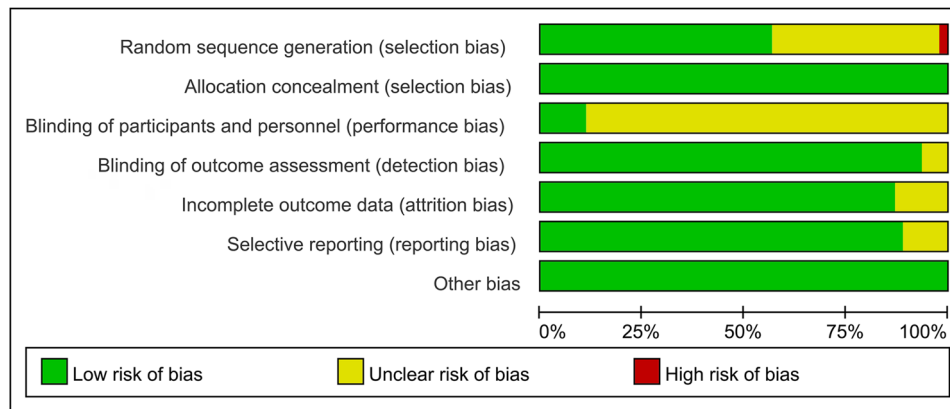 Random sequence generation (selection bias)
Allocation concealment (selection bias)
Blinding of participants and personnel (performance bias)
Blinding of outcome assessment (detection bias)
Incomplete outcome data (attrition bias)
Selective reporting (reporting bias)
Other bias
0% 25% 50% 75% 100%
Low risk of bias Unclear risk of bias High risk of bias